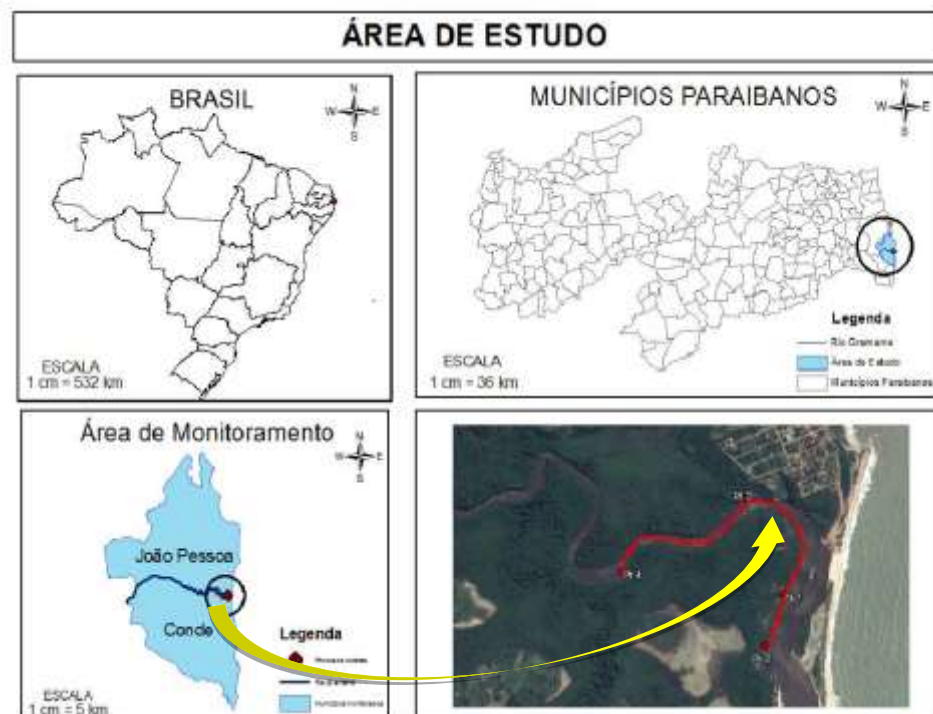 ÁREA DE ESTUDO
BRASIL
N
W E
S
ESCALA
1 cm = 532 km
MUNICÍPIOS PARAIBANOS
N
W E
S
Legenda
Rio Gramame
Área de Estudo
Municípios Paraibanos
ESCALA
1 cm = 36 km
Área de Monitoramento
N
W E
S
João Pessoa
Conde
Legenda
ESCALA
1 cm = 5 km